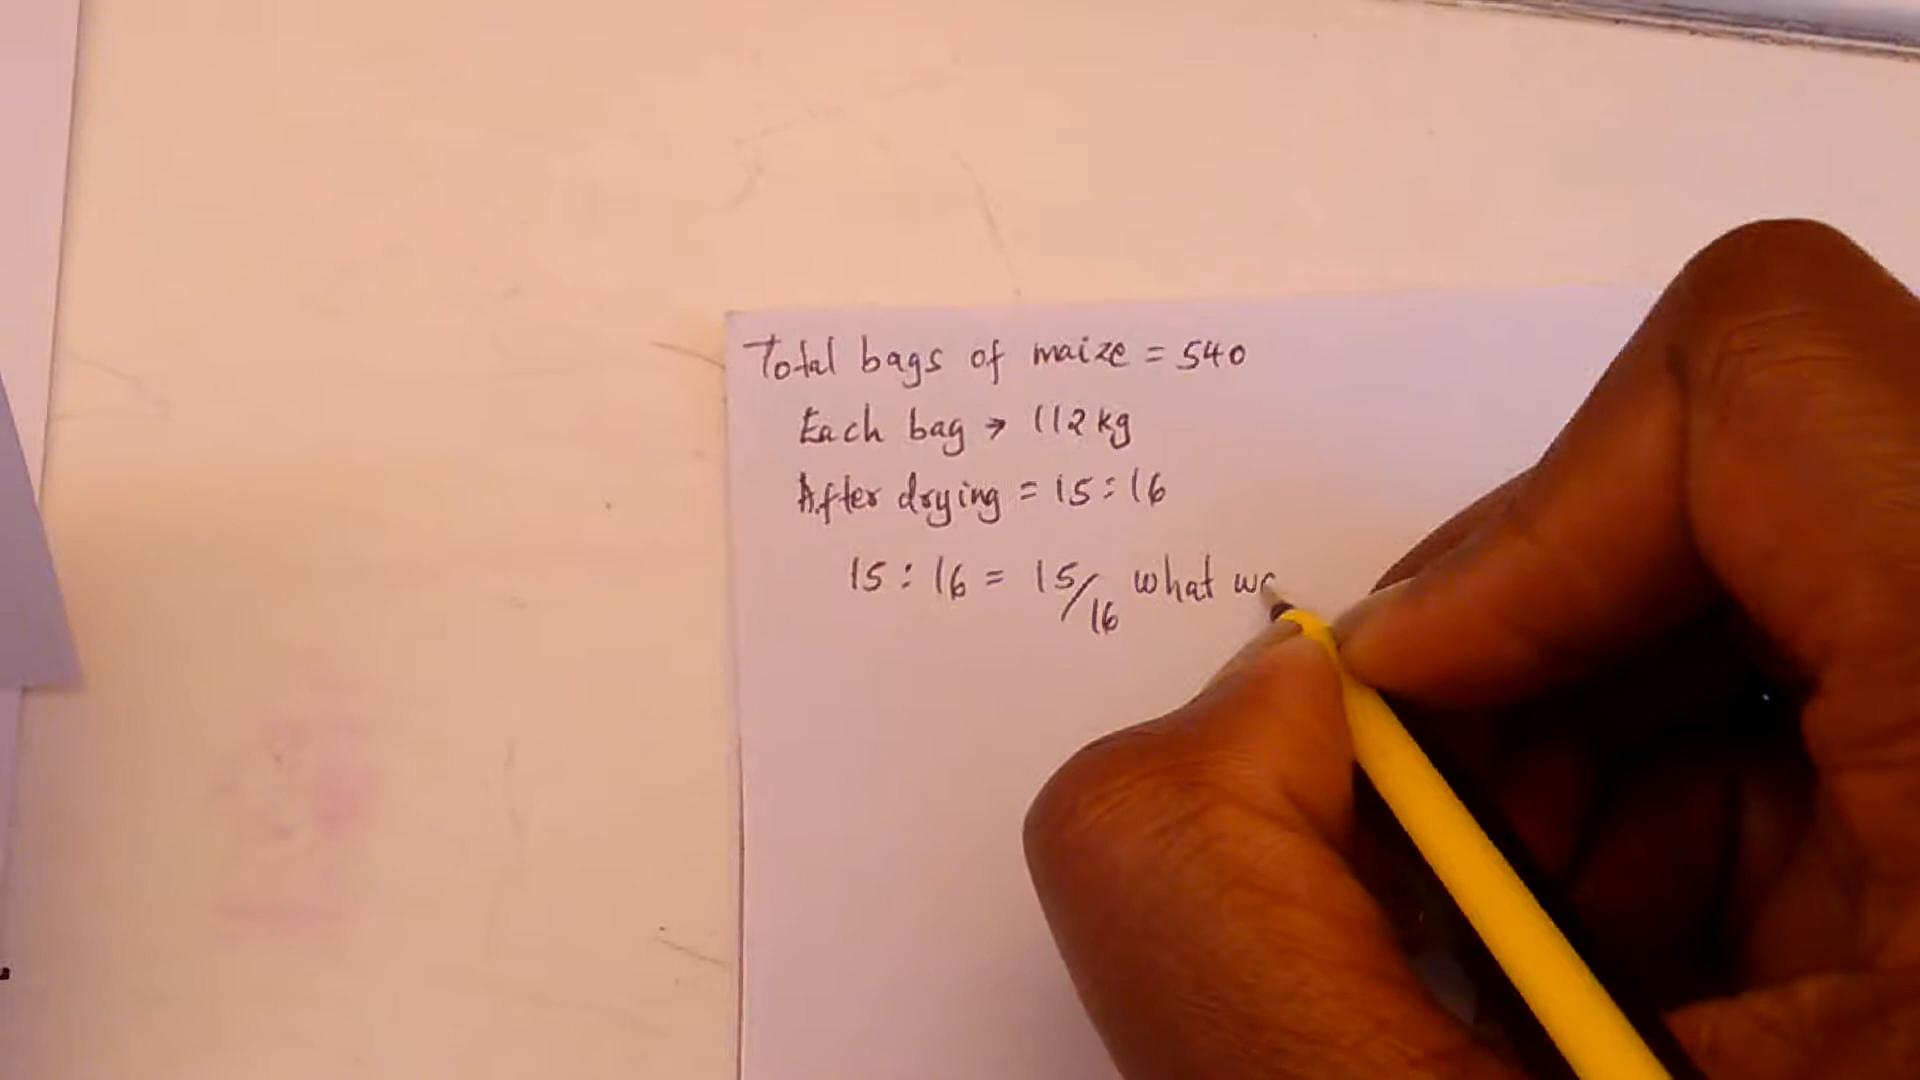 Total bags of maize = 540
Each bag → 112 kg
After drying = 15 : 16
15 : 16 = 15/16 what